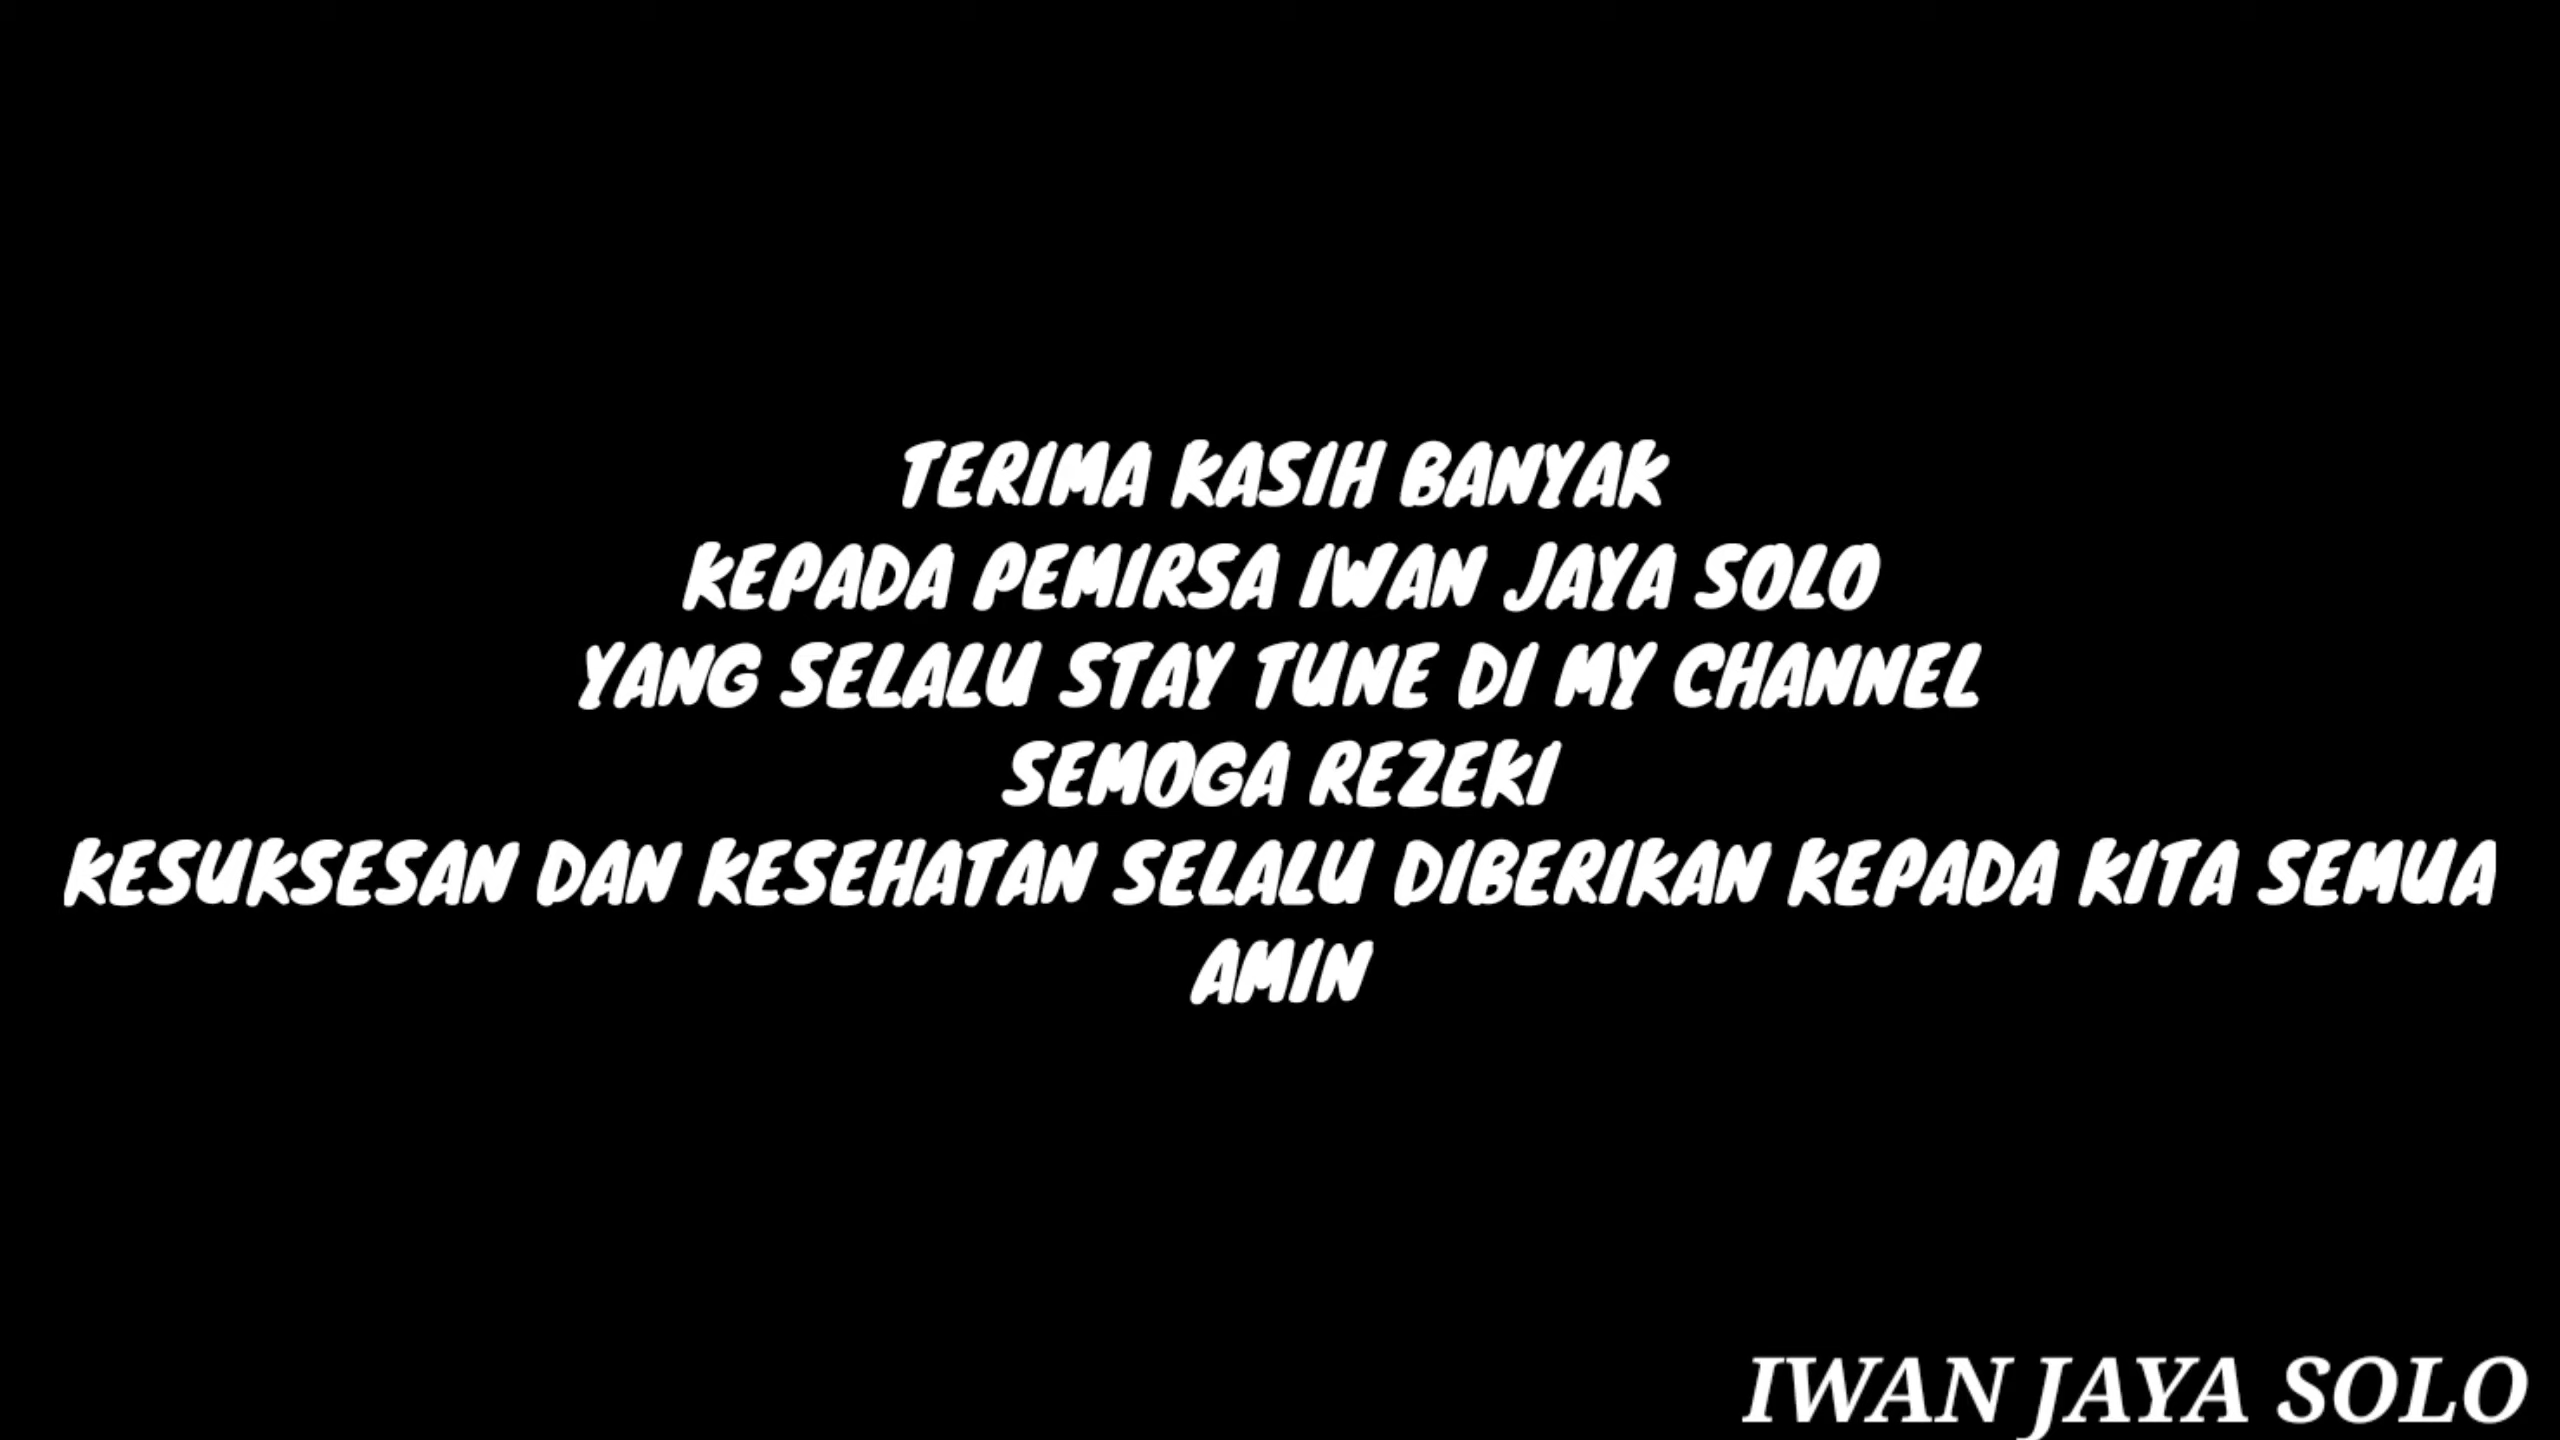 TERIMA KASIH BANYAK
KEPADA PEMIRSA IWAN JAYA SOLO
YANG SELALU STAY TUNE DI MY CHANNEL
SEMOGA REZEKI
KESUKSESAN DAN KESEHATAN SELALU DIBERIKAN KEPADA KITA SEMUA
AMIN
IWAN JAYA SOLO